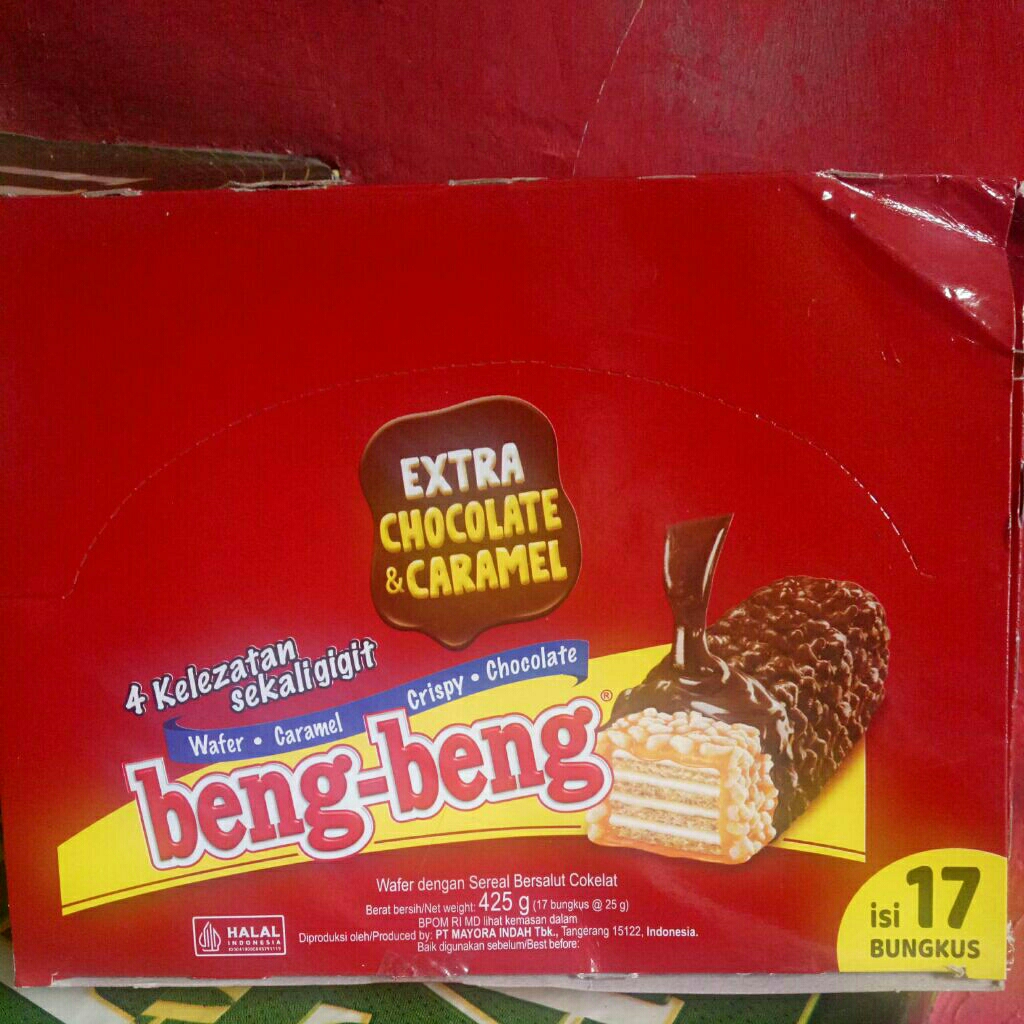 EXTRA
CHOCOLATE
& CARAMEL
4 Kelezatan
sekaligigit
Wafer • Caramel Crispy • Chocolate
beng-beng®
Wafer dengan Sereal Bersalut Cokelat
Berat bersih/Net weight: 425 g (17 bungkus @ 25 g)
BPOM RI MD lihat kemasan dalam
Diproduksi oleh/Produced by: PT MAYORA INDAH Tbk., Tangerang 15122, Indonesia.
Baik digunakan sebelum/Best before:
HALAL
INDONESIA
isi 17
BUNGKUS